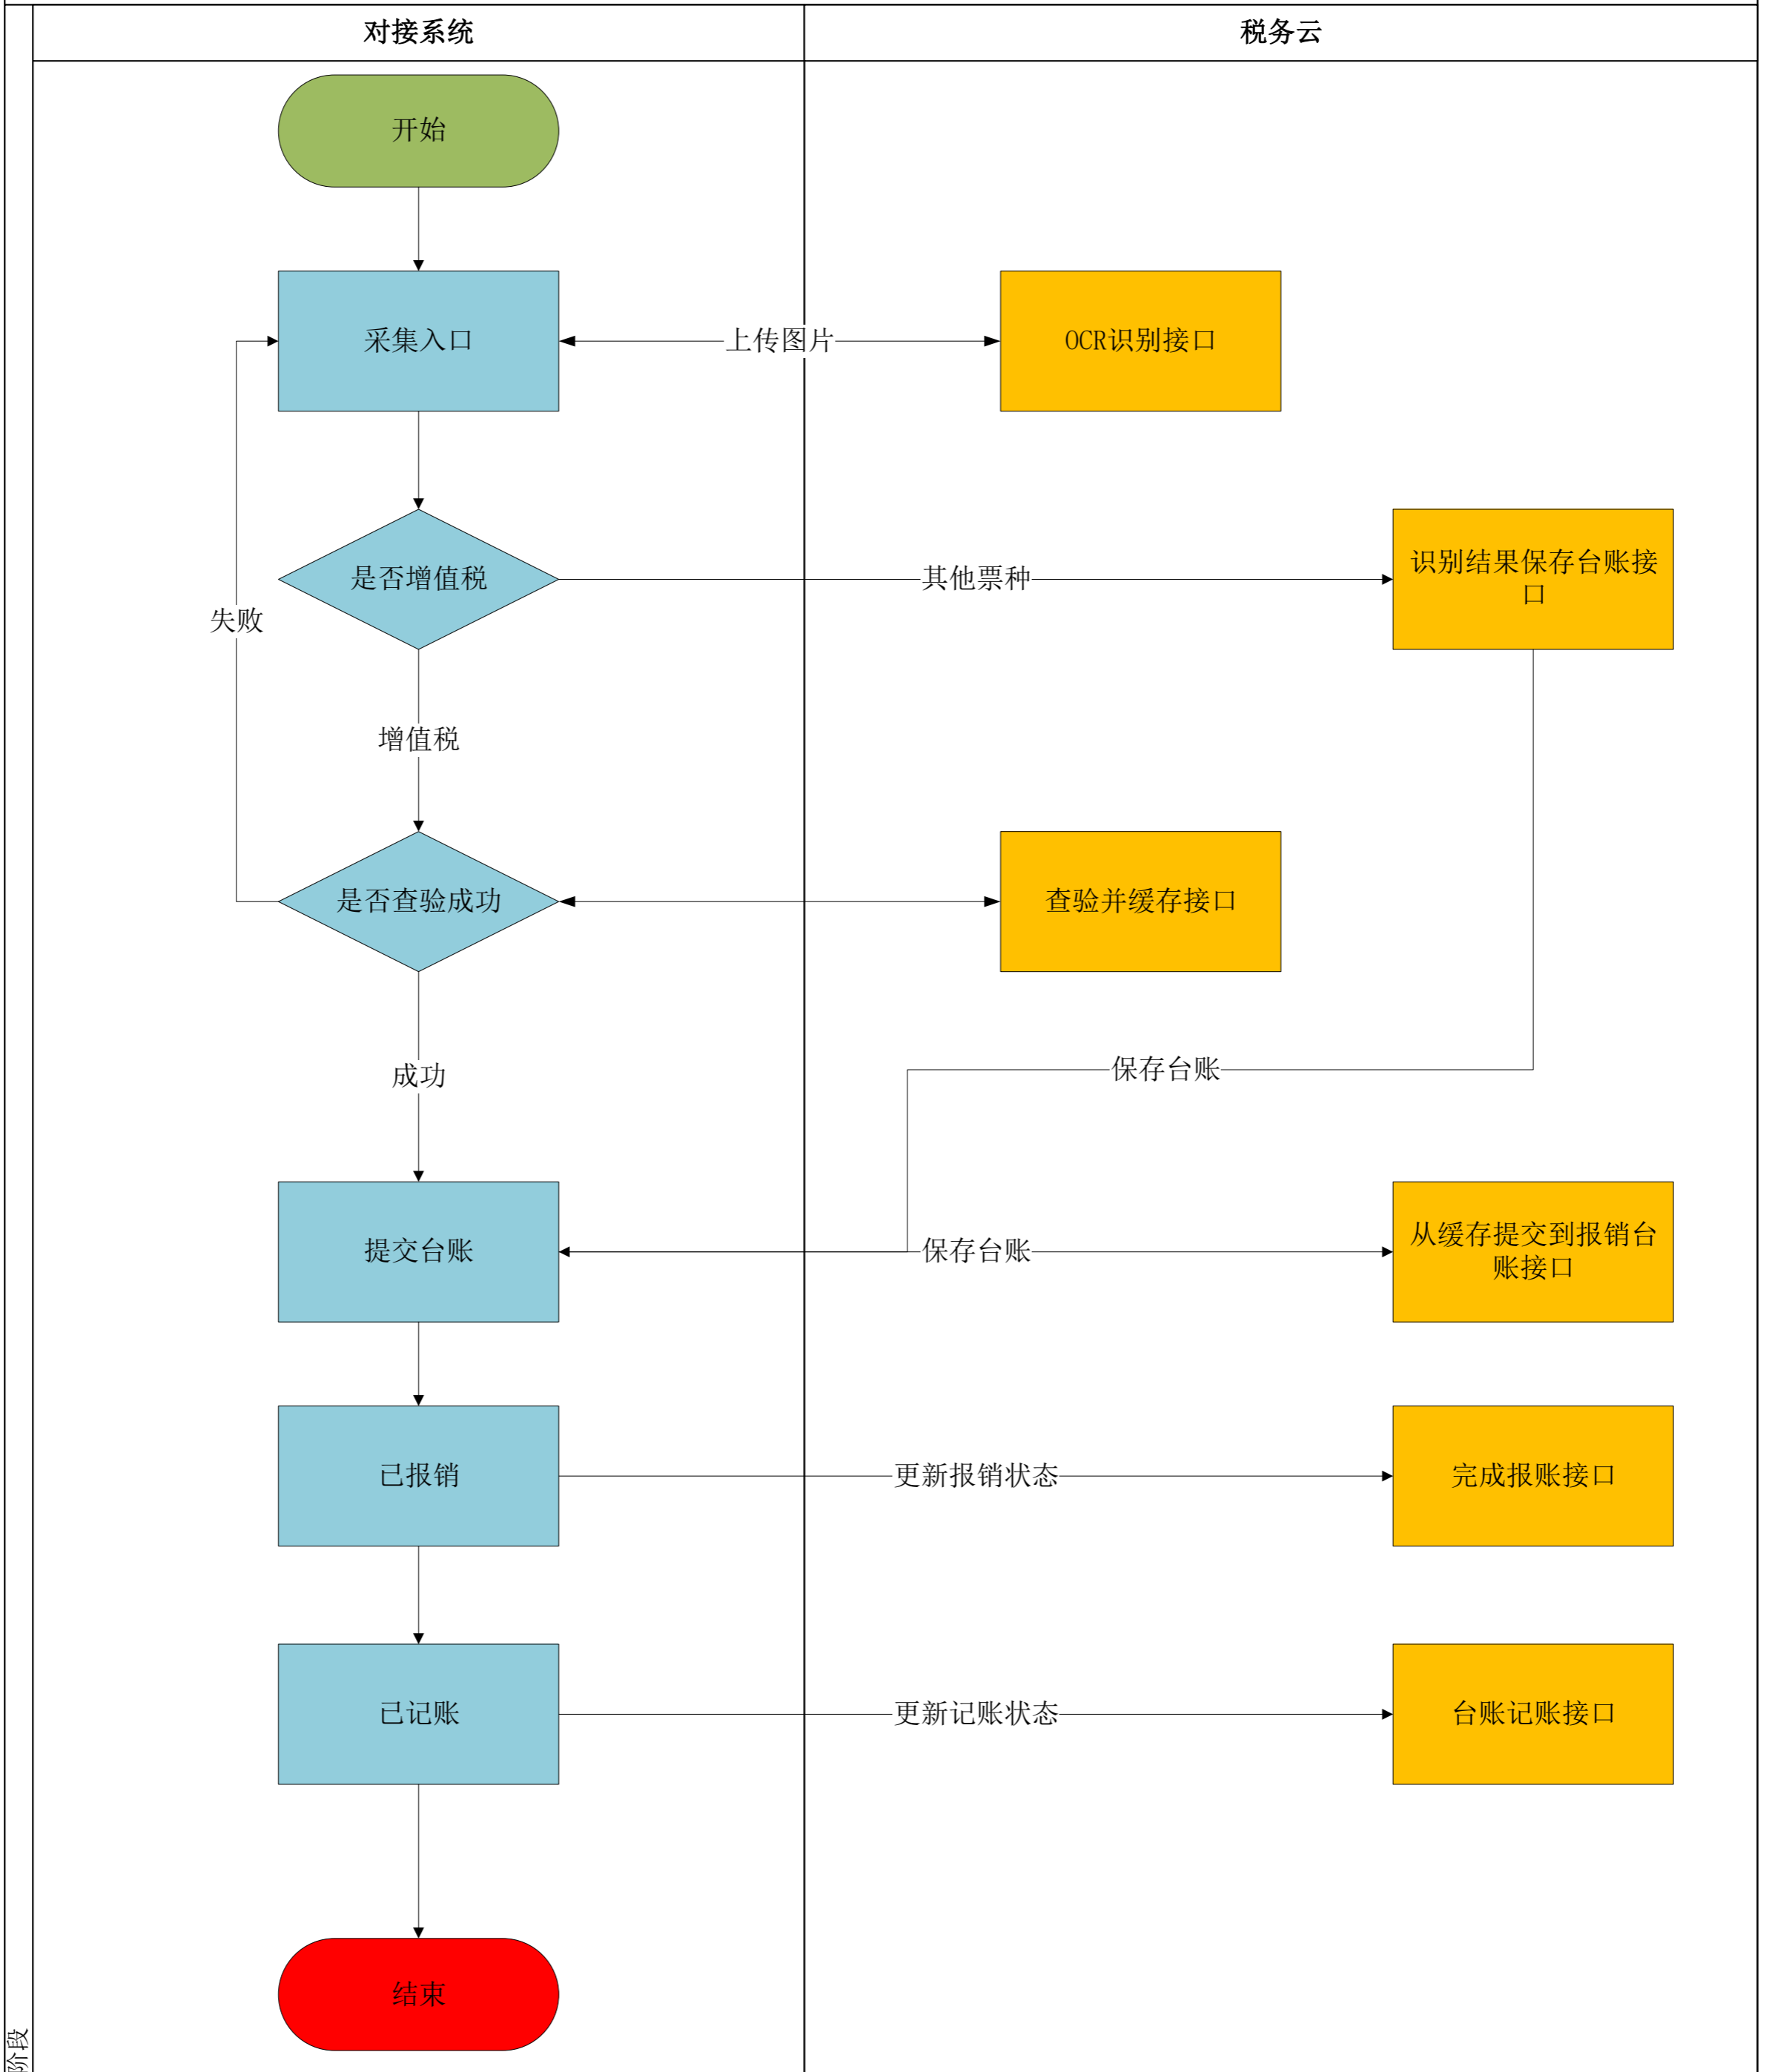 对接系统
税务云
开始
采集入口
上传图片
OCR识别接口
是否增值税
其他票种
识别结果保存台账接
口
失败
增值税
是否查验成功
查验并缓存接口
成功
保存台账
提交台账
保存台账
从缓存提交到报销台
账接口
已报销
更新报销状态
完成报账接口
已记账
更新记账状态
台账记账接口
结束
阶段